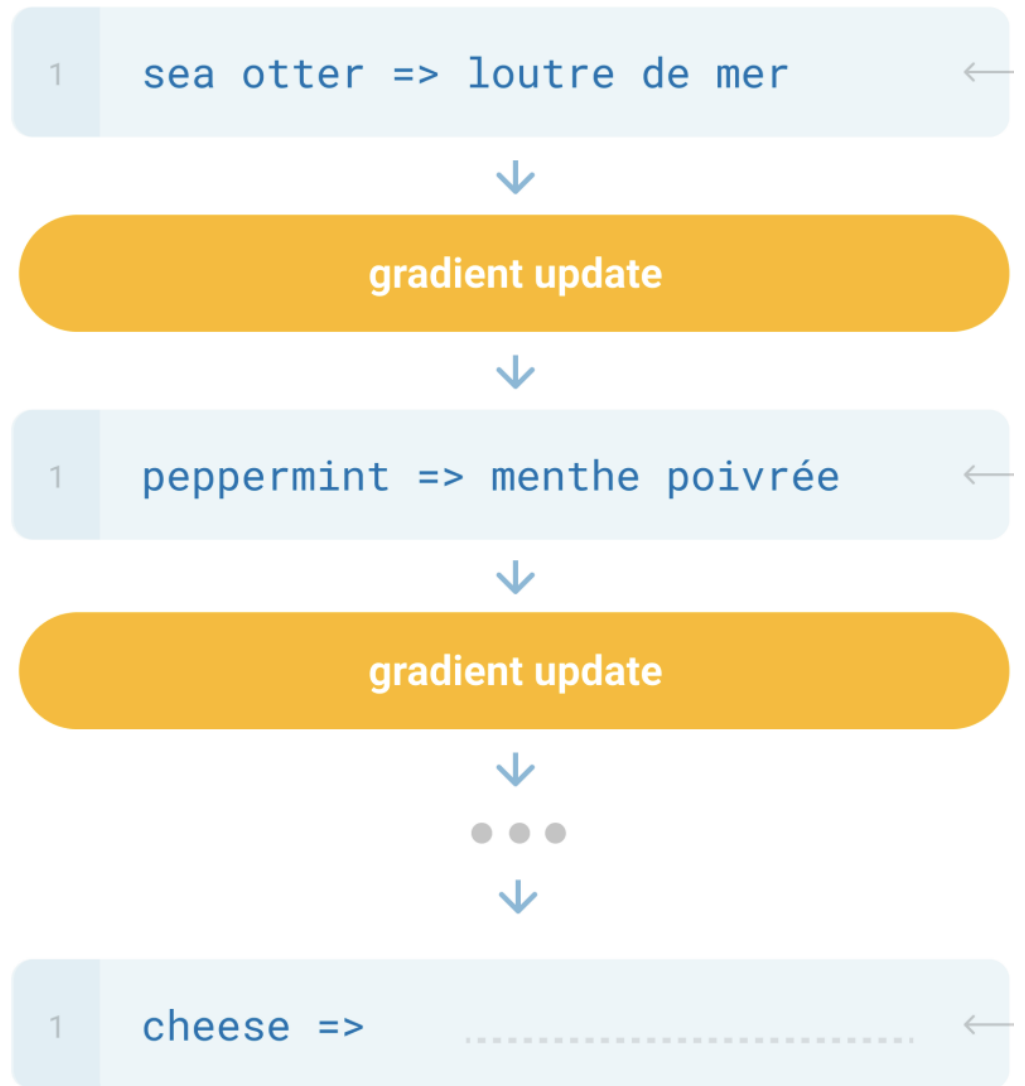 1 sea otter => loutre de mer
gradient update
1 peppermint => menthe poivrée
gradient update
1 cheese =>